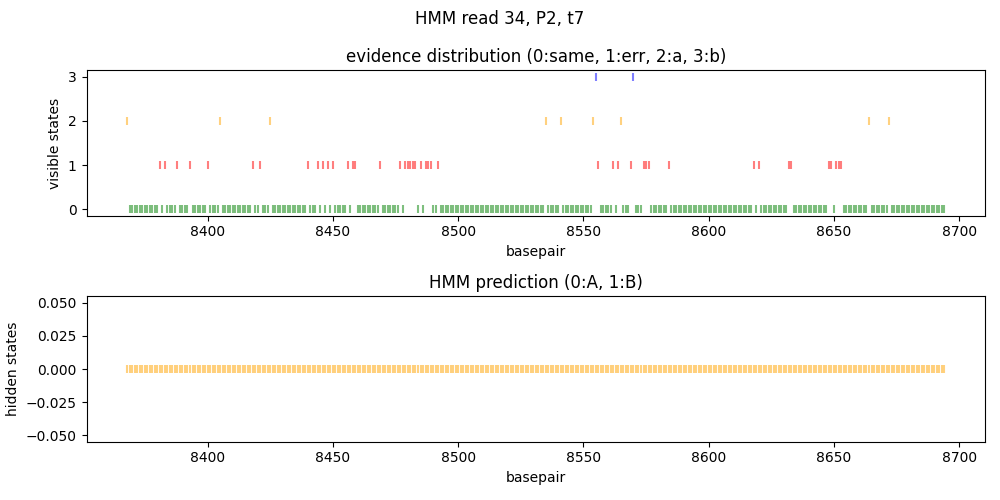 HMM read 34, P2, t7
evidence distribution (0:same, 1:err, 2:a, 3:b)
visible states
3
2
1
0
8400 8450 8500 8550 8600 8650 8700
basepair
HMM prediction (0:A, 1:B)
hidden states
0.050
0.025
0.000
−0.025
−0.050
8400 8450 8500 8550 8600 8650 8700
basepair